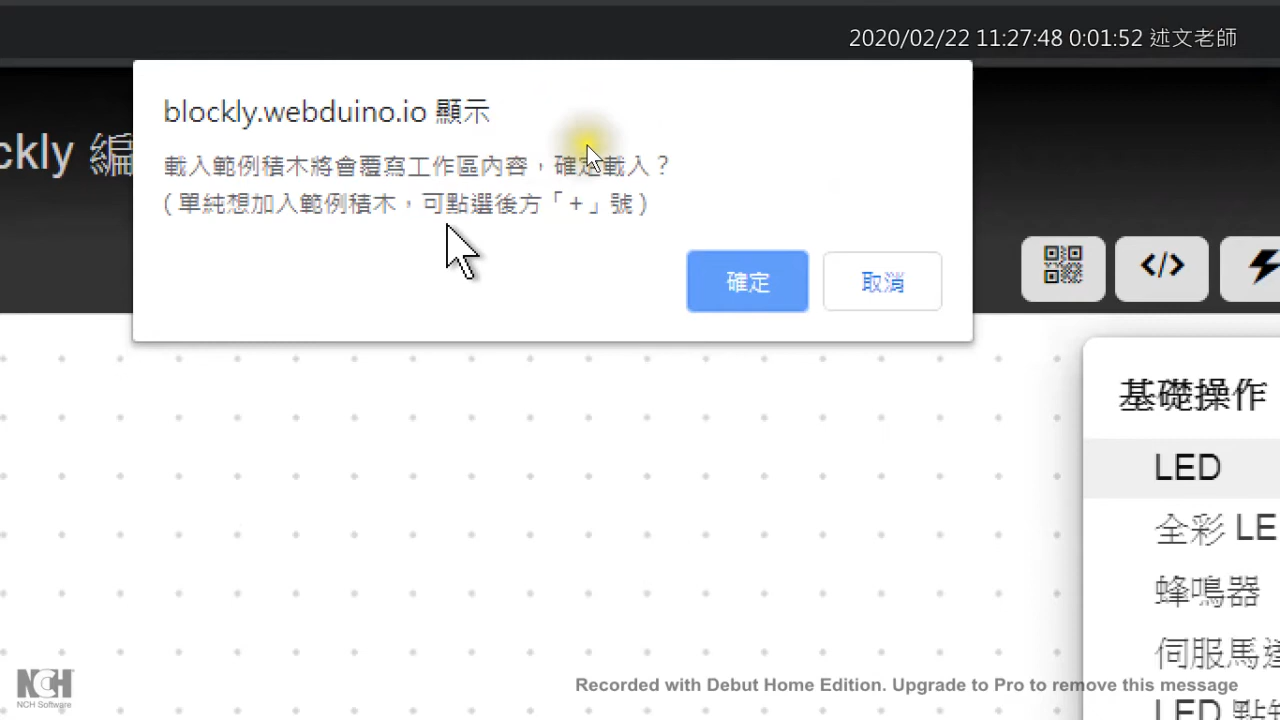 2020/02/22 11:27:48 0:01:52 述文老師
blockly.webduino.io 顯示
ckly 編
載入範例積木將會覆寫工作區內容，確定載入？
( 單純想加入範例積木，可點選後方「+」號 )
確定
取消
</>
基礎操作
LED
全彩 LE
蜂鳴器
伺服馬達
LED 點
NCH
NCH Software
Recorded with Debut Home Edition. Upgrade to Pro to remove this message